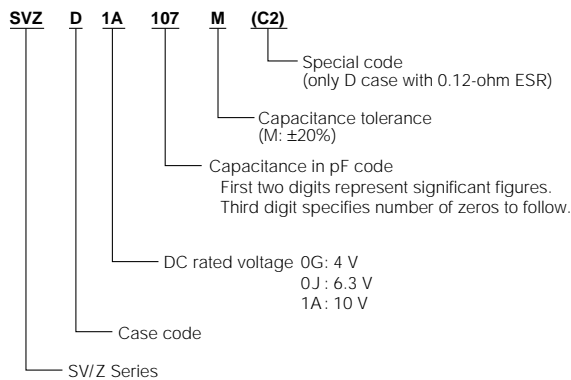 SVZ D 1A 107 M (C2)
Special code
(only D case with 0.12-ohm ESR)
Capacitance tolerance
(M: ±20%)
Capacitance in pF code
First two digits represent significant figures.
Third digit specifies number of zeros to follow.
DC rated voltage 0G: 4 V
0J : 6.3 V
1A: 10 V
Case code
SV/Z Series